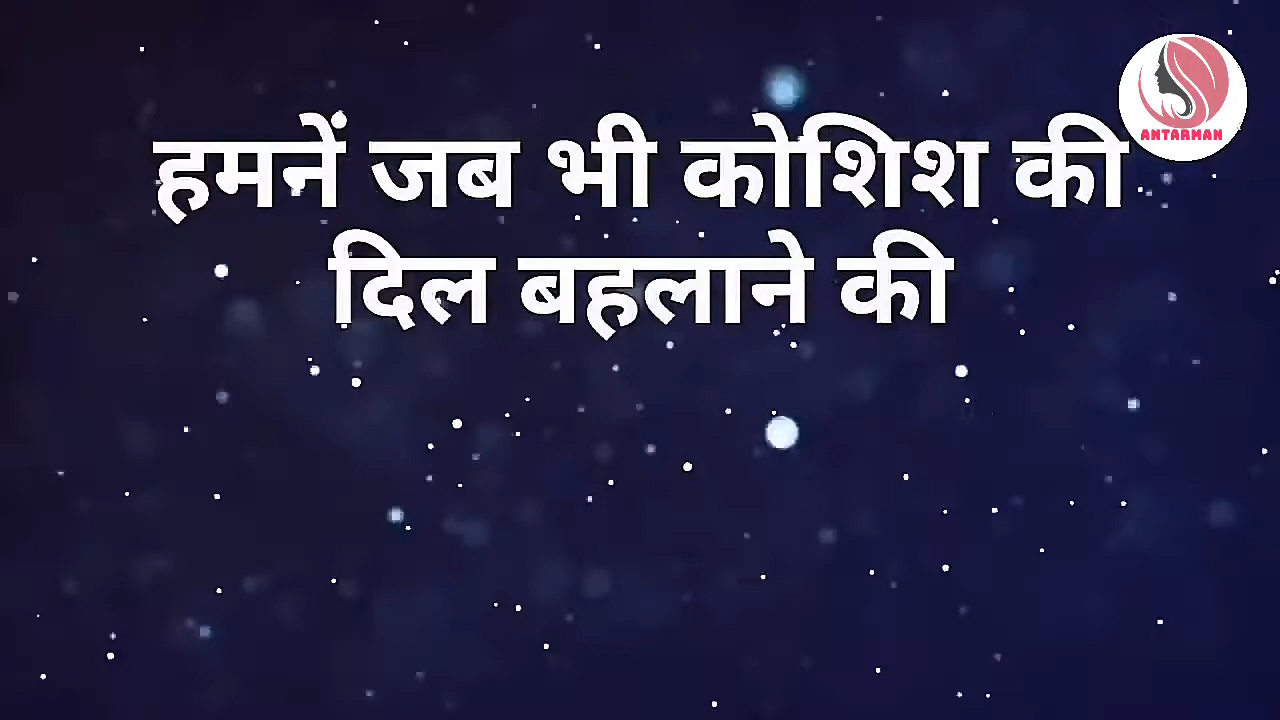 हमनें जब भी कोशिश की
दिल बहलाने की
ANTARMAN